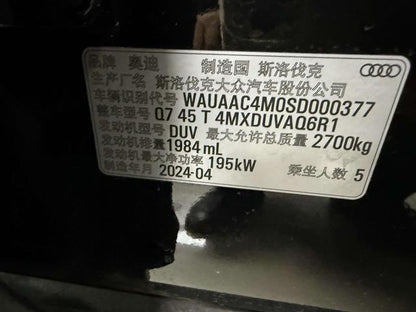 品牌 奥迪 制造国 斯洛伐克
生产厂名 斯洛伐克大众汽车股份公司
车辆识别代号 WAUAAC4M0SD000377
整车型号 Q7 45 T 4MXDUVAQ6R1
发动机型号 DUV 最大允许总质量 2700kg
发动机排量 1984 mL
发动机最大净功率 195kW
制造年月 2024-04 乘坐人数 5